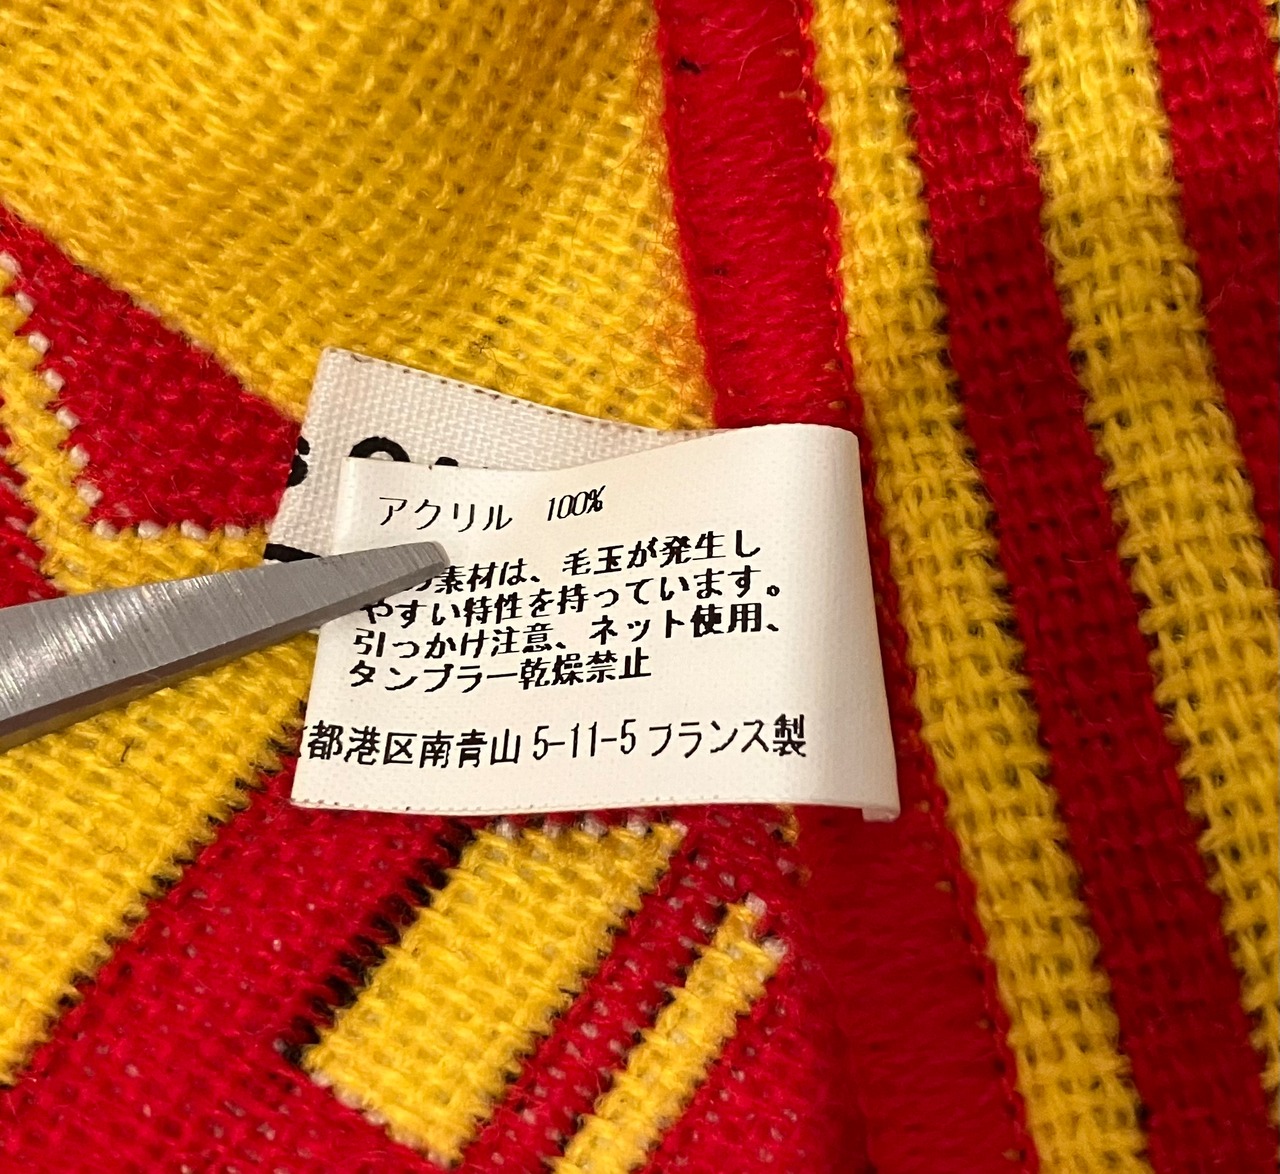 アクリル 100%
素材は、毛玉が発生し
やすい特性を持っています。
引っかけ注意、ネット使用、
タンブラー乾燥禁止
都港区南青山 5-11-5 フランス製